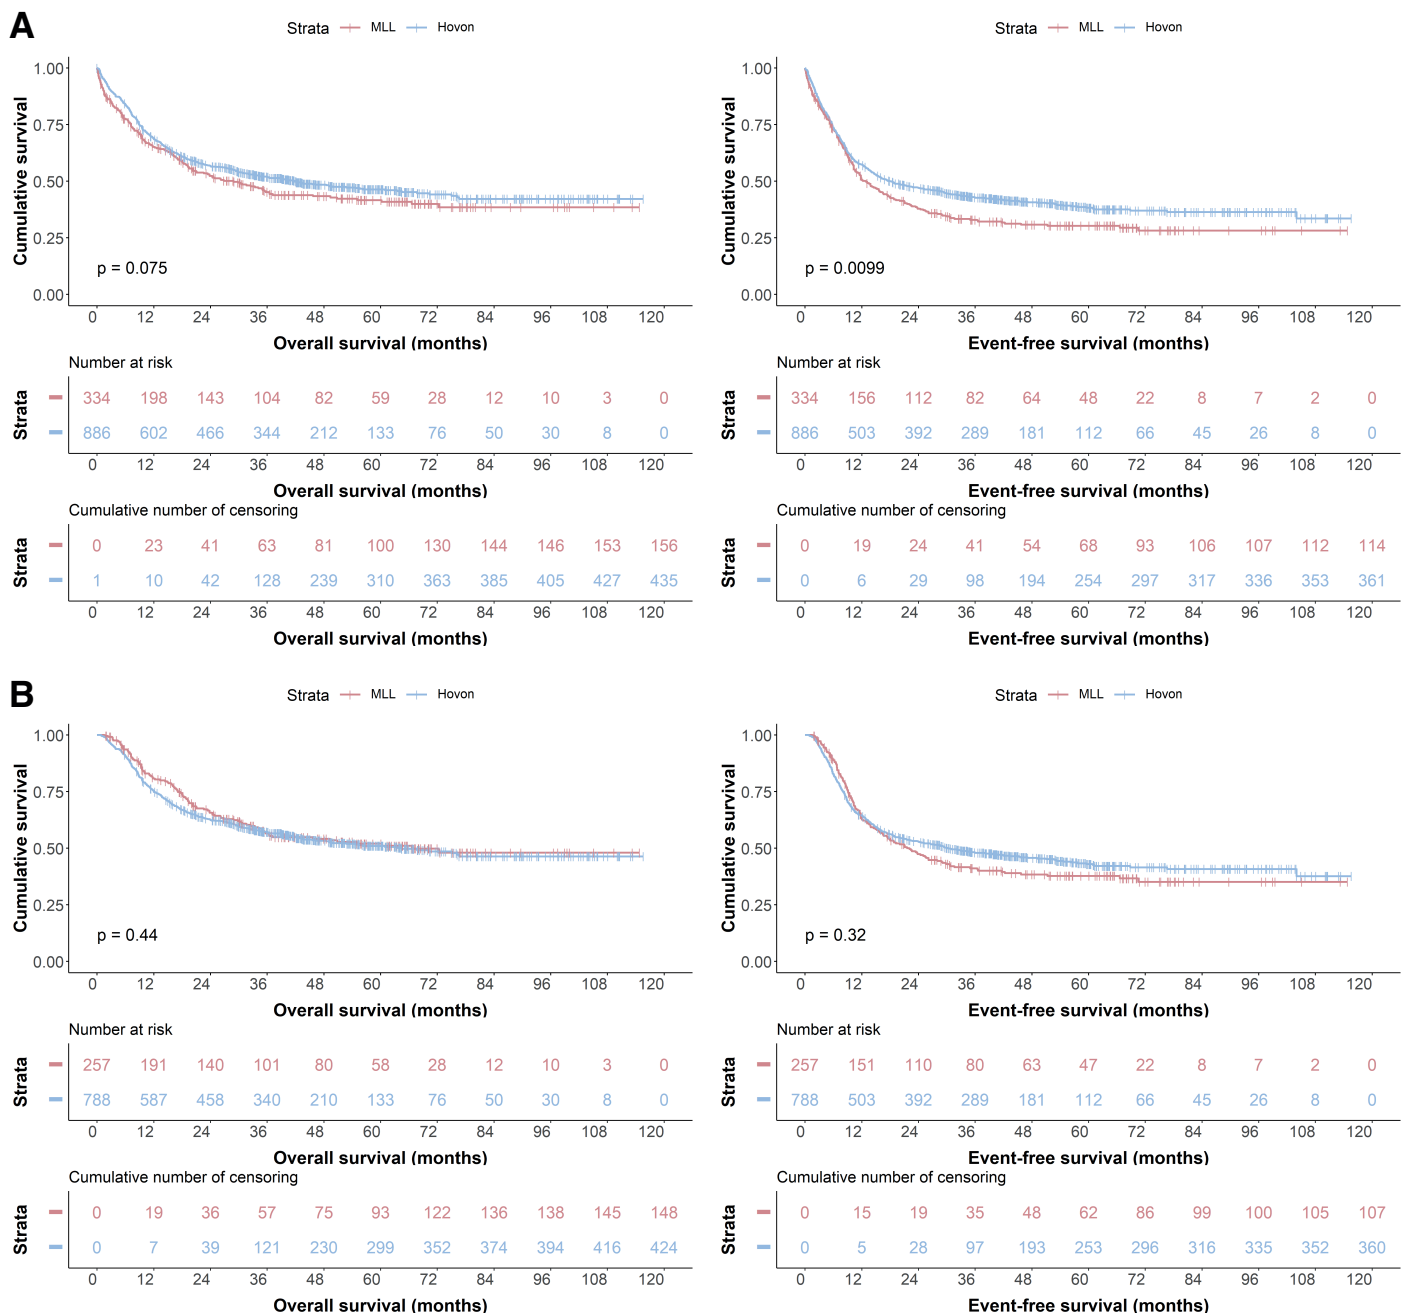 A
Strata MLL Hovon
1.00
0.75
0.50
0.25
0.00
Cumulative survival
p = 0.075
0 12 24 36 48 60 72 84 96 108 120
Overall survival (months)
Number at risk
Strata
334 198 143 104 82 59 28 12 10 3 0
886 602 466 344 212 133 76 50 30 8 0
0 12 24 36 48 60 72 84 96 108 120
Overall survival (months)
Cumulative number of censoring
Strata
0 23 41 63 81 100 130 144 146 153 156
1 10 42 128 239 310 363 385 405 427 435
0 12 24 36 48 60 72 84 96 108 120
Overall survival (months)
Strata MLL Hovon
1.00
0.75
0.50
0.25
0.00
Cumulative survival
p = 0.0099
0 12 24 36 48 60 72 84 96 108 120
Event-free survival (months)
Number at risk
Strata
334 156 112 82 64 48 22 8 7 2 0
886 503 392 289 181 112 66 45 26 8 0
0 12 24 36 48 60 72 84 96 108 120
Event-free survival (months)
Cumulative number of censoring
Strata
0 19 24 41 54 68 93 106 107 112 114
0 6 29 98 194 254 297 317 336 353 361
0 12 24 36 48 60 72 84 96 108 120
Event-free survival (months)
B
Strata MLL Hovon
1.00
0.75
0.50
0.25
0.00
Cumulative survival
p = 0.44
0 12 24 36 48 60 72 84 96 108 120
Overall survival (months)
Number at risk
Strata
257 191 140 101 80 58 28 12 10 3 0
788 587 458 340 210 133 76 50 30 8 0
0 12 24 36 48 60 72 84 96 108 120
Overall survival (months)
Cumulative number of censoring
Strata
0 19 36 57 75 93 122 136 138 145 148
0 7 39 121 230 299 352 374 394 416 424
0 12 24 36 48 60 72 84 96 108 120
Overall survival (months)
Strata MLL Hovon
1.00
0.75
0.50
0.25
0.00
Cumulative survival
p = 0.32
0 12 24 36 48 60 72 84 96 108 120
Event-free survival (months)
Number at risk
Strata
257 151 110 80 63 47 22 8 7 2 0
788 503 392 289 181 112 66 45 26 8 0
0 12 24 36 48 60 72 84 96 108 120
Event-free survival (months)
Cumulative number of censoring
Strata
0 15 19 35 48 62 86 99 100 105 107
0 5 28 97 193 253 296 316 335 352 360
0 12 24 36 48 60 72 84 96 108 120
Event-free survival (months)